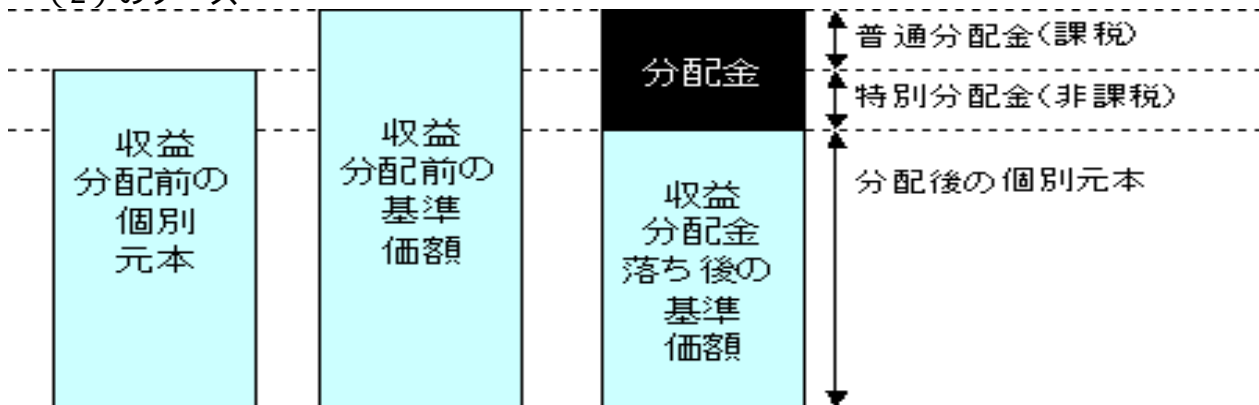 (2)のケース
収益
分配前の
個別
元本
収益
分配前の
基準
価額
分配金
収益
分配金
落ち後の
基準
価額
普通分配金(課税)
特別分配金(非課税)
分配後の個別元本